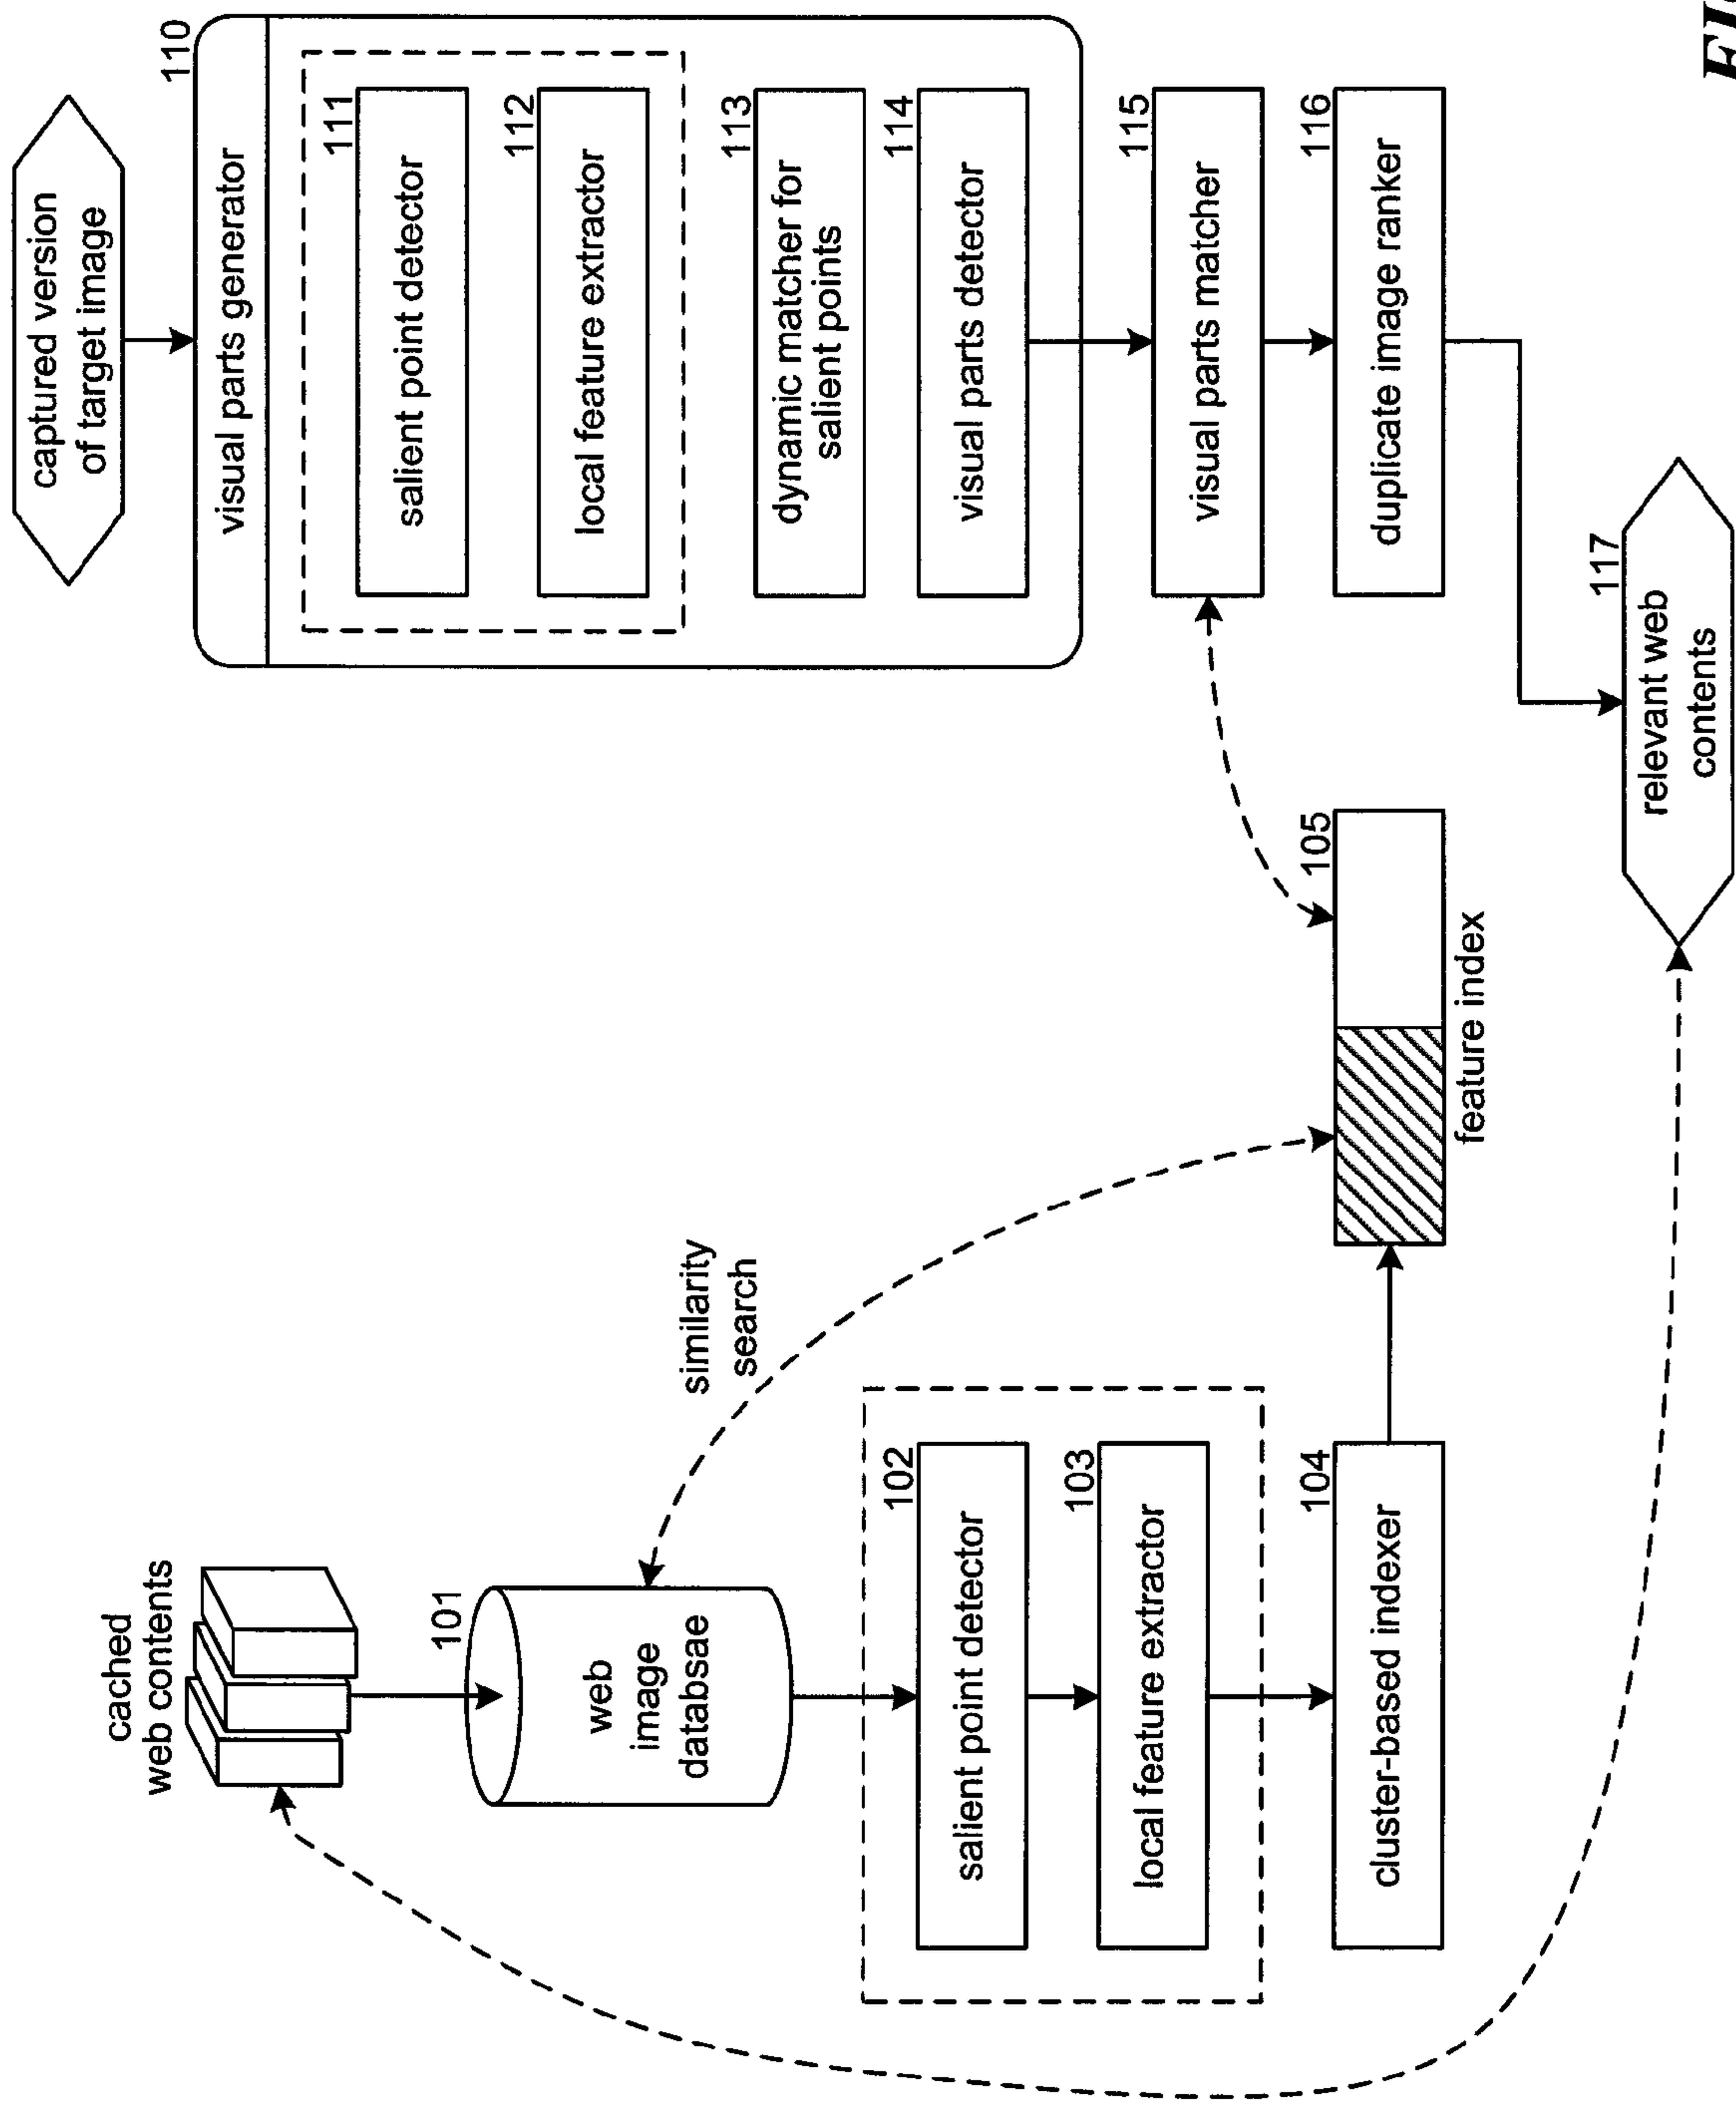 cached
web contents
101
web
image
databsae
similarity
search
102
salient point detector
103
local feature extractor
104
cluster-based indexer
105
feature index
captured version
of target image
110
visual parts generator
111
salient point detector
112
local feature extractor
113
dynamic matcher for
salient points
114
visual parts detector
115
visual parts matcher
116
duplicate image ranker
117
relevant web
contents